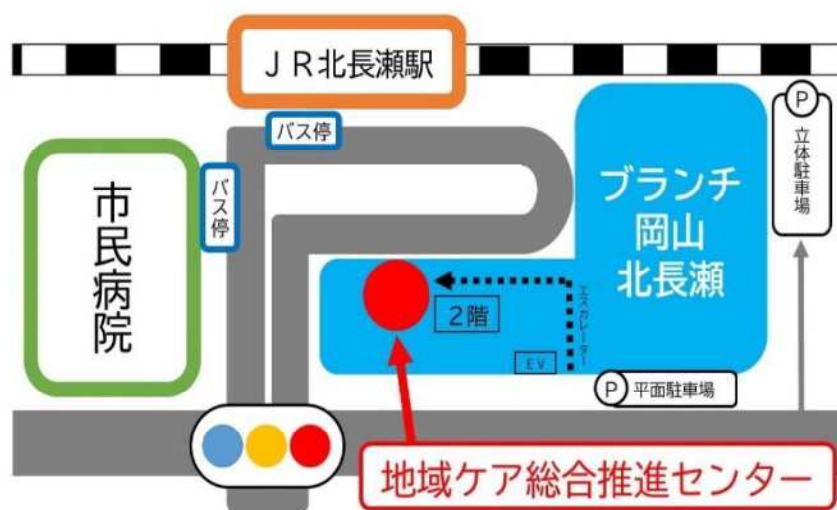 JR北長瀬駅
バス停
バス停
市民病院
ブランチ
岡山
北長瀬
P
立体駐車場
2階
エスカレーター
EV
P 平面駐車場
地域ケア総合推進センター